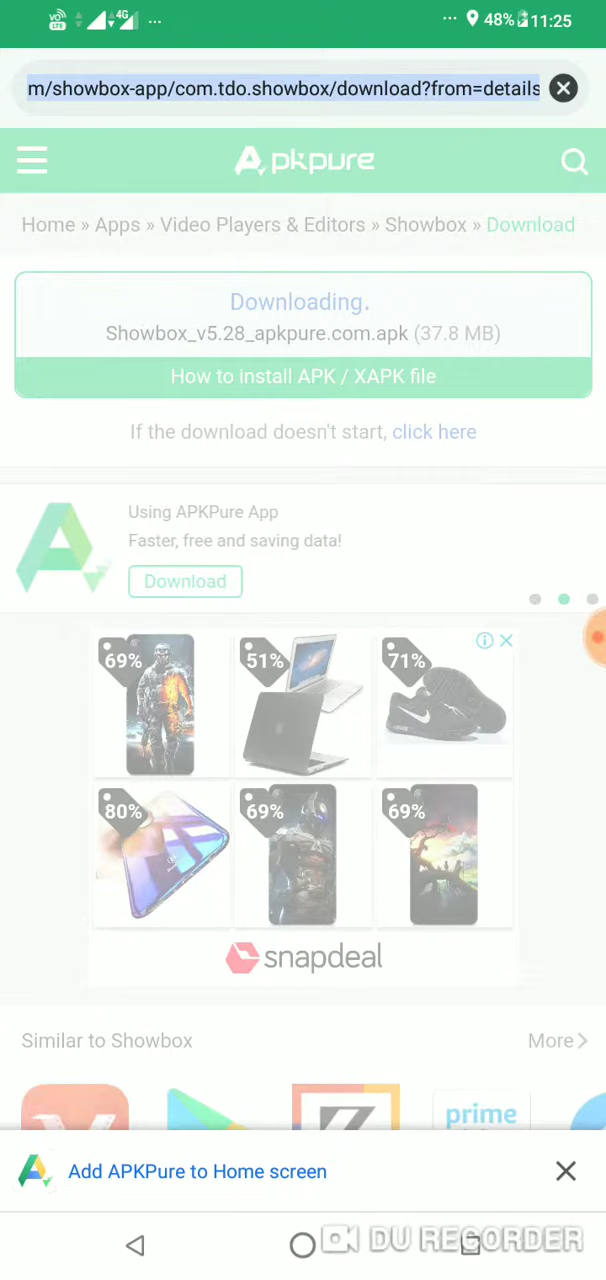 VO LTE 4G ... ... 48% 11:25
m/showbox-app/com.tdo.showbox/download?from=details
Apkpure
Home » Apps » Video Players & Editors » Showbox » Download
Downloading.
Showbox_v5.28_apkpure.com.apk (37.8 MB)
How to install APK / XAPK file
If the download doesn't start, click here
Using APKPure App
Faster, free and saving data!
Download
69% 51% 71%
80% 69% 69%
snapdeal
Similar to Showbox More
prime
Add APKPure to Home screen
DU RECORDER